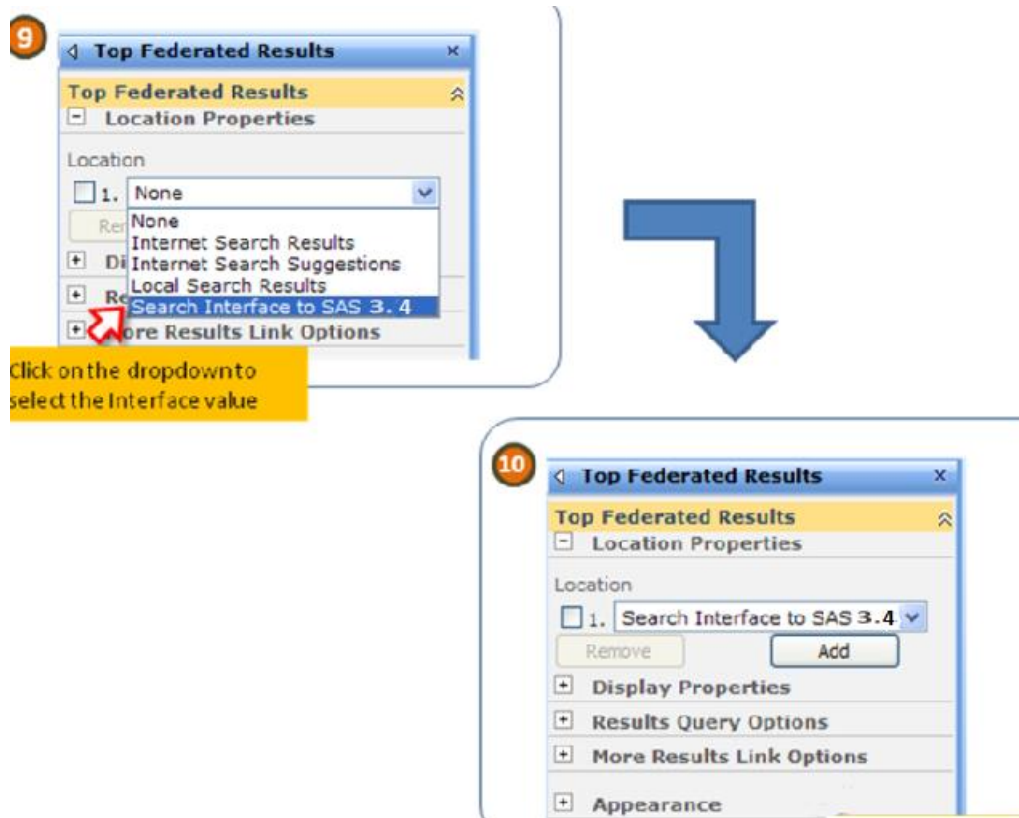 9
Top Federated Results
Top Federated Results
Location Properties
Location
1. None
None
Internet Search Results
Di
Internet Search Suggestions
Local Search Results
Search Interface to SAS 3.4
ore Results Link Options
Click on the dropdown to
select the Interface value
10
Top Federated Results
Top Federated Results
Location Properties
Location
1. Search Interface to SAS 3.4
Remove Add
Display Properties
Results Query Options
More Results Link Options
Appearance